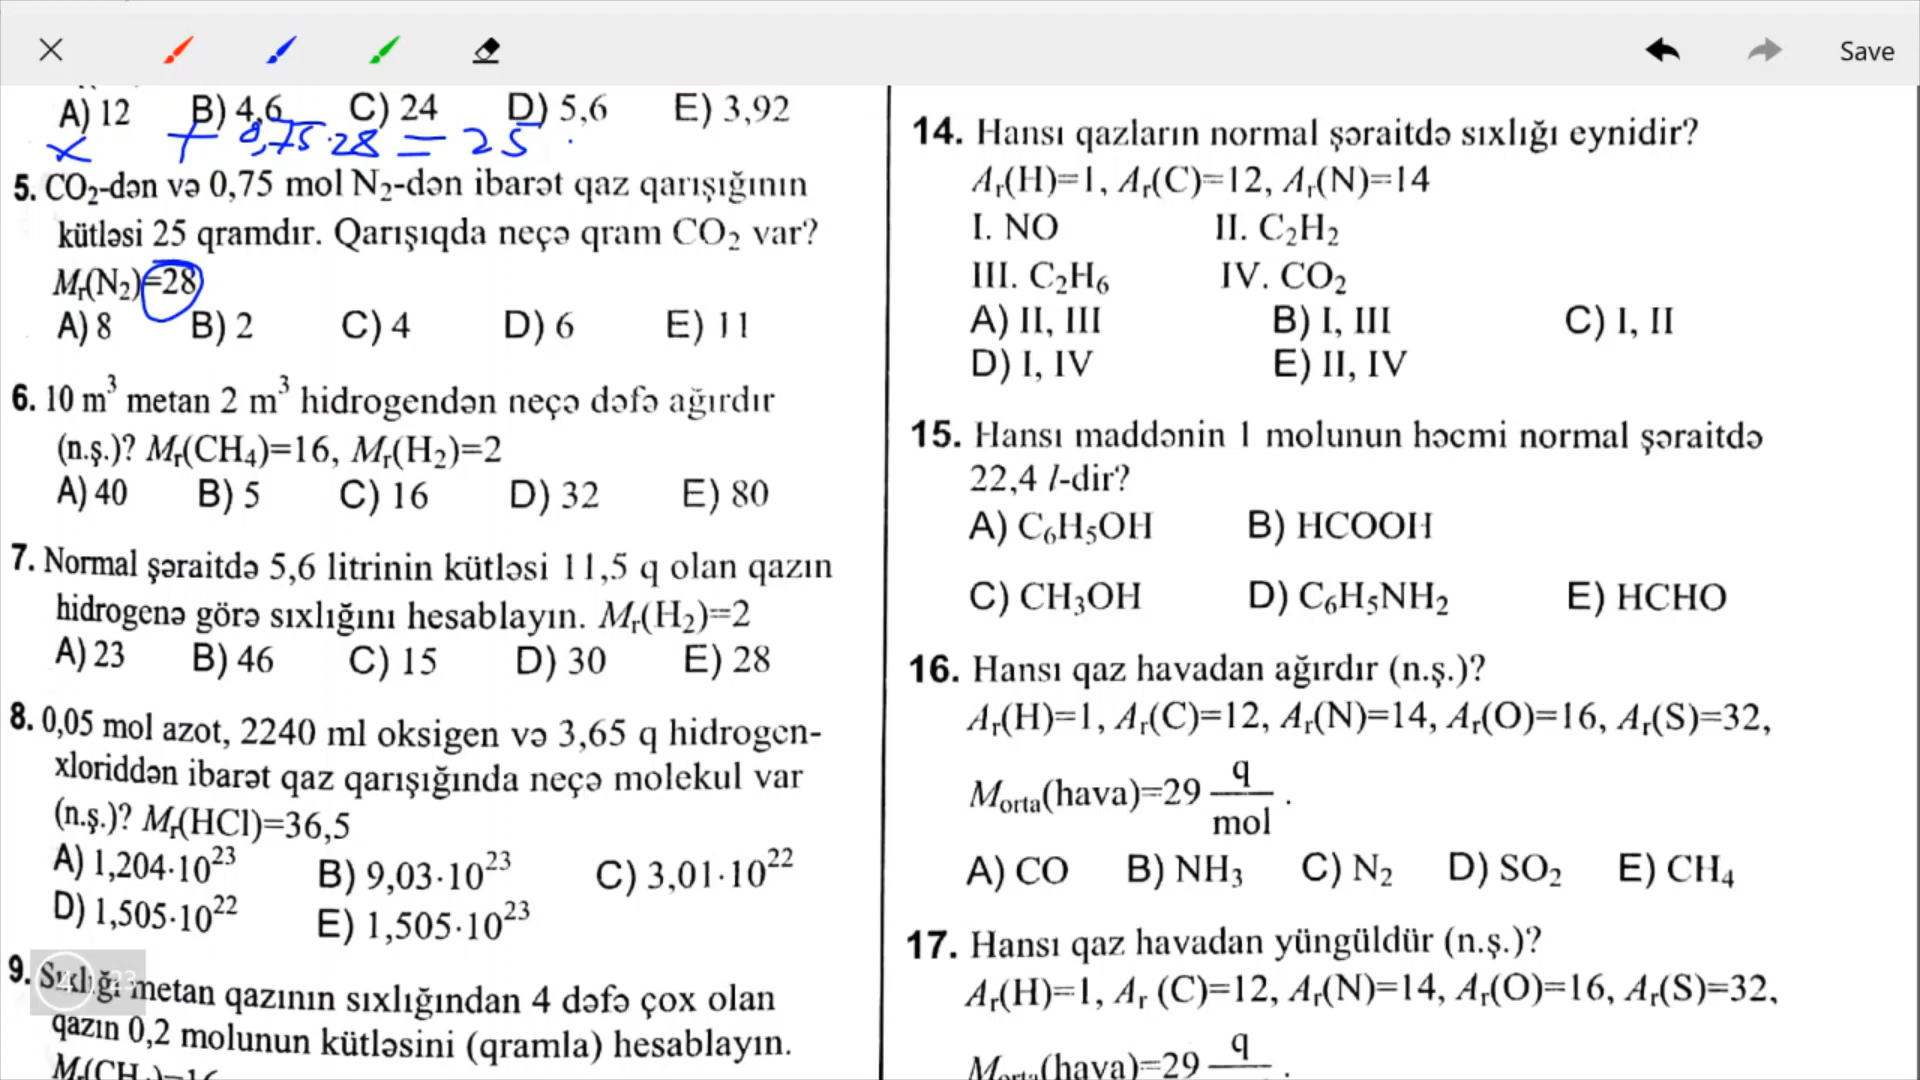 Save
A) 12 B) 4,6 C) 24 D) 5,6 E) 3,92
x + 0,75·28 = 25
5. CO₂-dən və 0,75 mol N₂-dən ibarət qaz qarışığının
kütləsi 25 qramdır. Qarışıqda neçə qram CO₂ var?
Mᵣ(N₂)=28
A) 8 B) 2 C) 4 D) 6 E) 11
6. 10 m³ metan 2 m³ hidrogendən neçə dəfə ağırdır
(n.ş.)? Mᵣ(CH₄)=16, Mᵣ(H₂)=2
A) 40 B) 5 C) 16 D) 32 E) 80
7. Normal şəraitdə 5,6 litrinin kütləsi 11,5 q olan qazın
hidrogenə görə sıxlığını hesablayın. Mᵣ(H₂)=2
A) 23 B) 46 C) 15 D) 30 E) 28
8. 0,05 mol azot, 2240 ml oksigen və 3,65 q hidrogen-
xloriddən ibarət qaz qarışığında neçə molekul var
(n.ş.)? Mᵣ(HCl)=36,5
A) 1,204·10²³ B) 9,03·10²³ C) 3,01·10²²
D) 1,505·10²² E) 1,505·10²³
9. Sıxlığı metan qazının sıxlığından 4 dəfə çox olan
qazın 0,2 molunun kütləsini (qramla) hesablayın.
14. Hansı qazların normal şəraitdə sıxlığı eynidir?
Aᵣ(H)=1, Aᵣ(C)=12, Aᵣ(N)=14
I. NO II. C₂H₂
III. C₂H₆ IV. CO₂
A) II, III B) I, III C) I, II
D) I, IV E) II, IV
15. Hansı maddənin 1 molunun həcmi normal şəraitdə
22,4 l-dir?
A) C₆H₅OH B) HCOOH
C) CH₃OH D) C₆H₅NH₂ E) HCHO
16. Hansı qaz havadan ağırdır (n.ş.)?
Aᵣ(H)=1, Aᵣ(C)=12, Aᵣ(N)=14, Aᵣ(O)=16, Aᵣ(S)=32,
Morta(hava)=29 q/mol .
A) CO B) NH₃ C) N₂ D) SO₂ E) CH₄
17. Hansı qaz havadan yüngüldür (n.ş.)?
Aᵣ(H)=1, Aᵣ (C)=12, Aᵣ(N)=14, Aᵣ(O)=16, Aᵣ(S)=32,
Morta(hava)=29 q